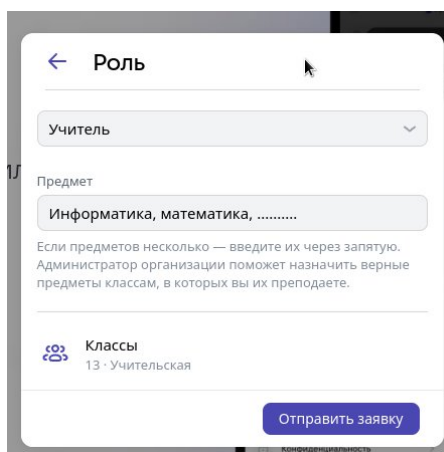 Роль
Учитель
Предмет
Информатика, математика, ..........
Если предметов несколько — введите их через запятую.
Администратор организации поможет назначить верные
предметы классам, в которых вы их преподаете.
Классы
13 · Учительская
Отправить заявку
Конфиденциальность